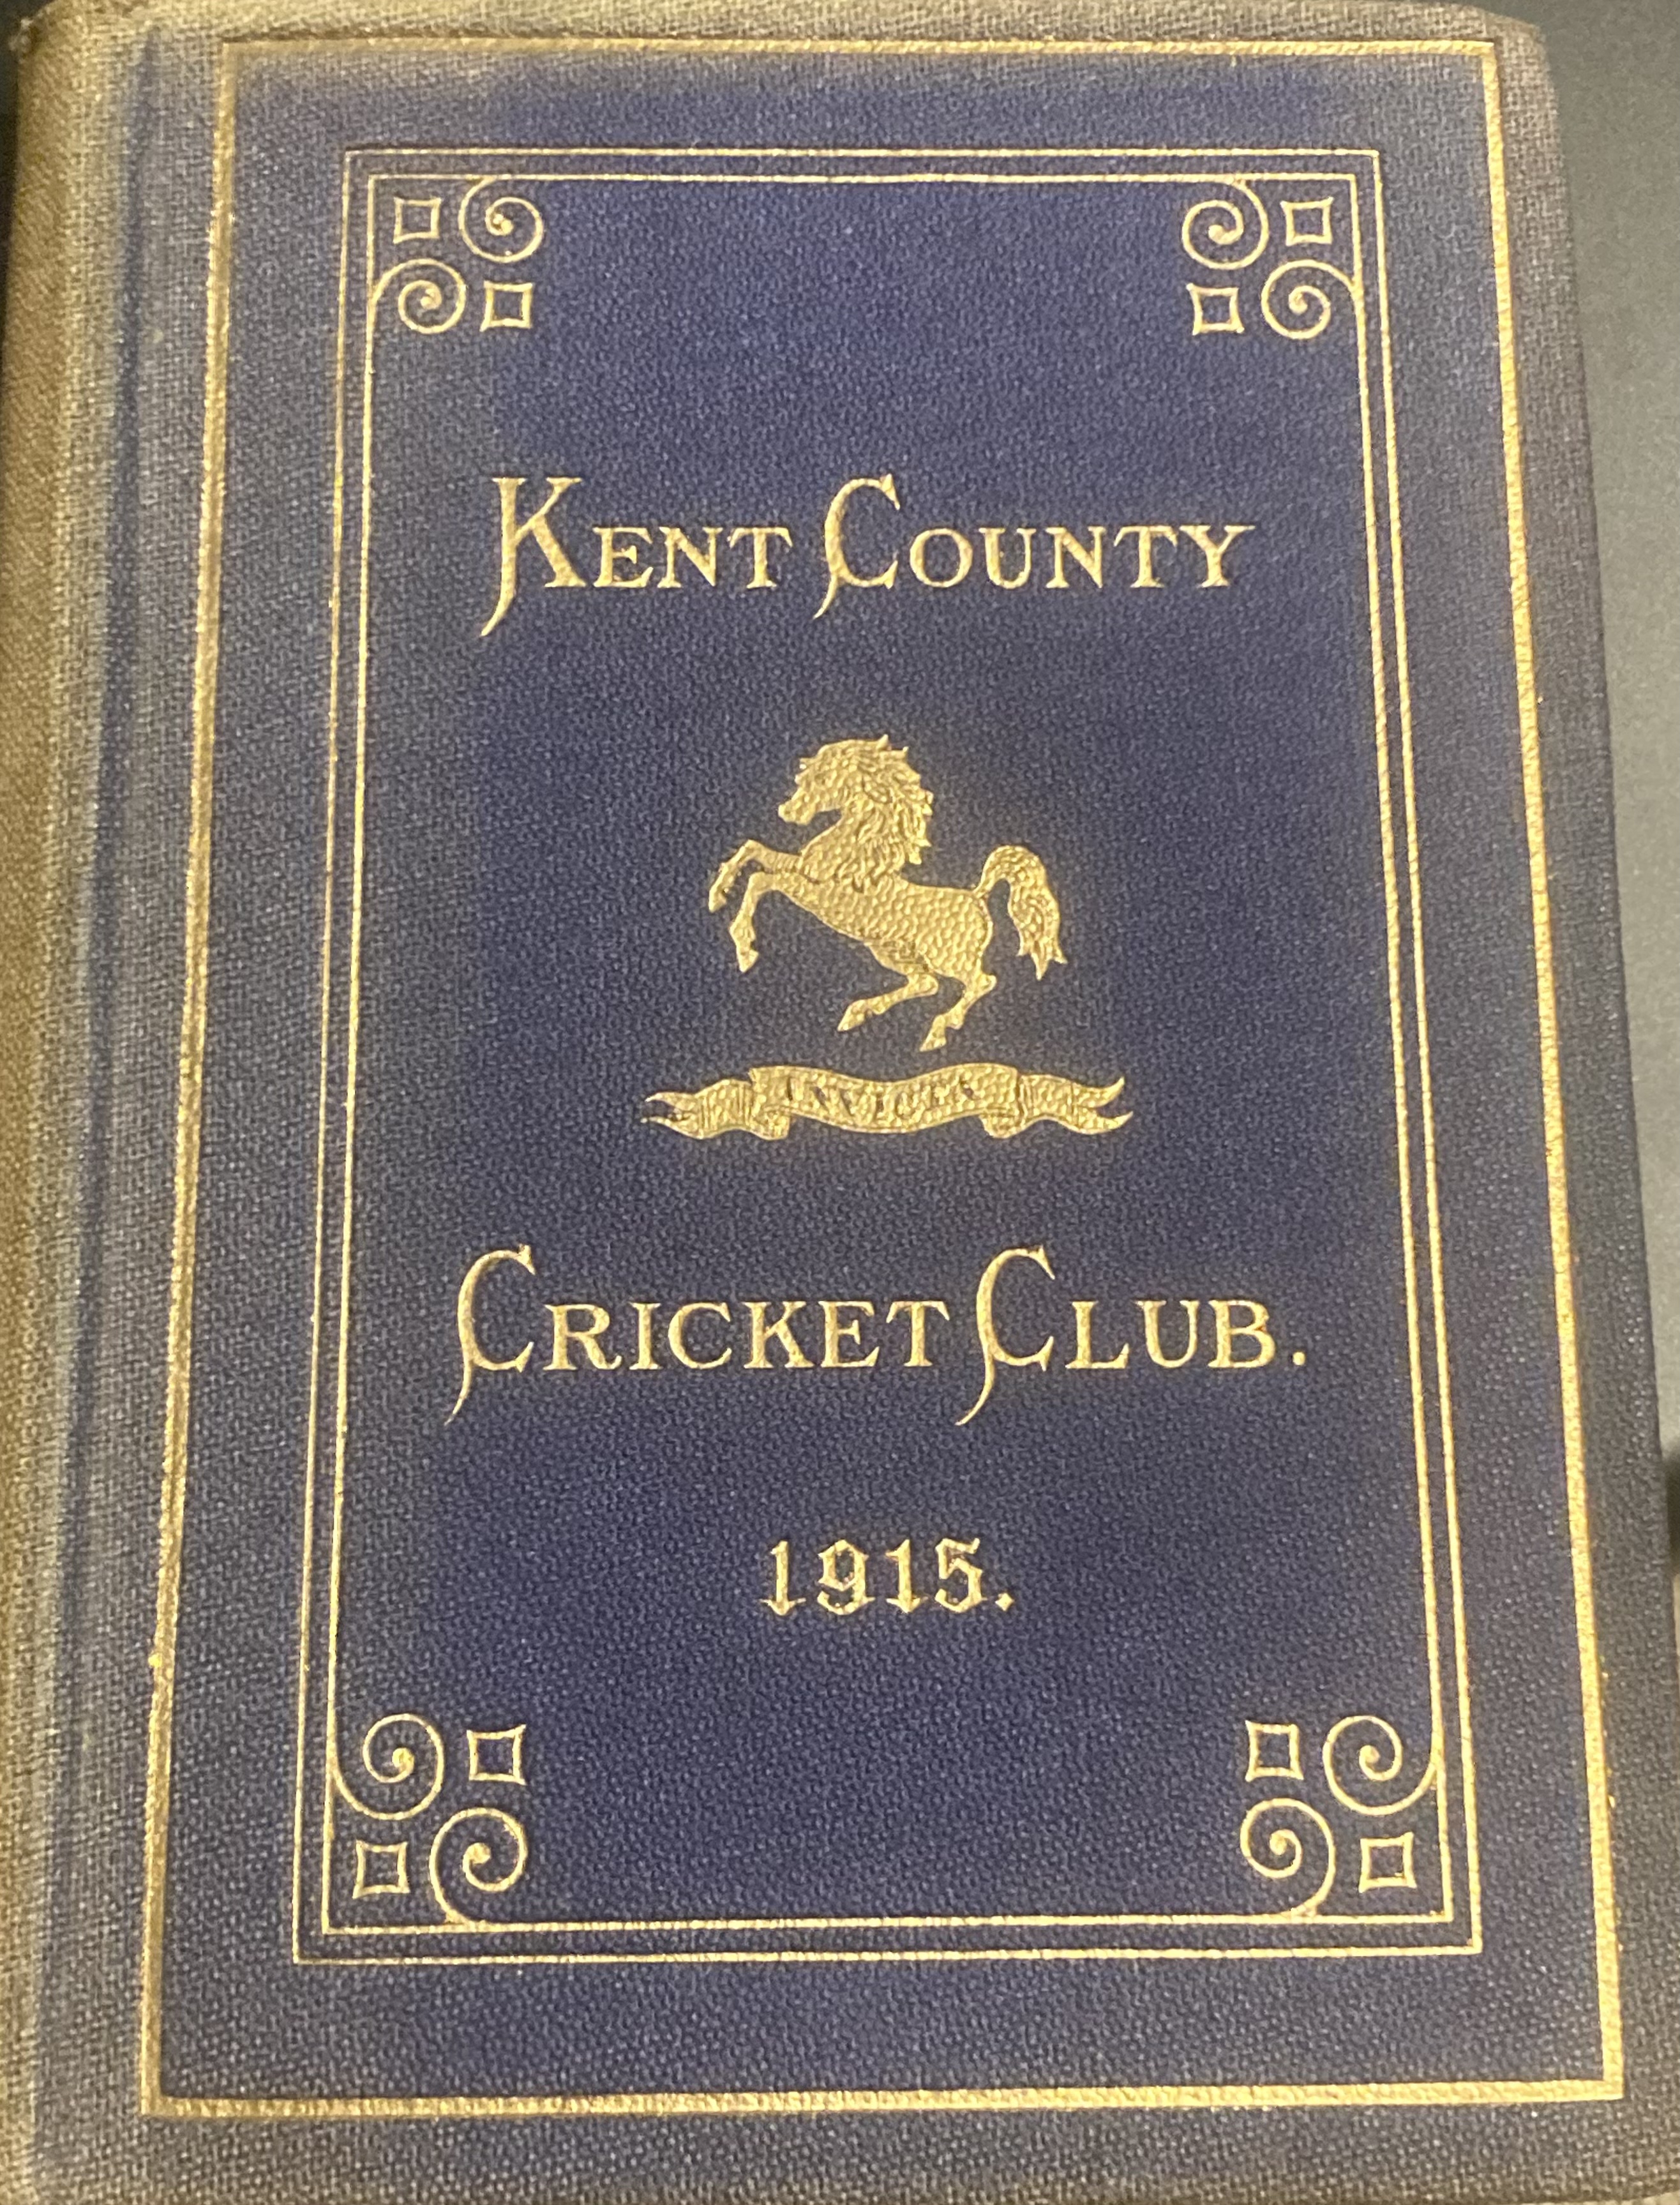 KENT COUNTY
INVICTA
CRICKET CLUB.
1915.